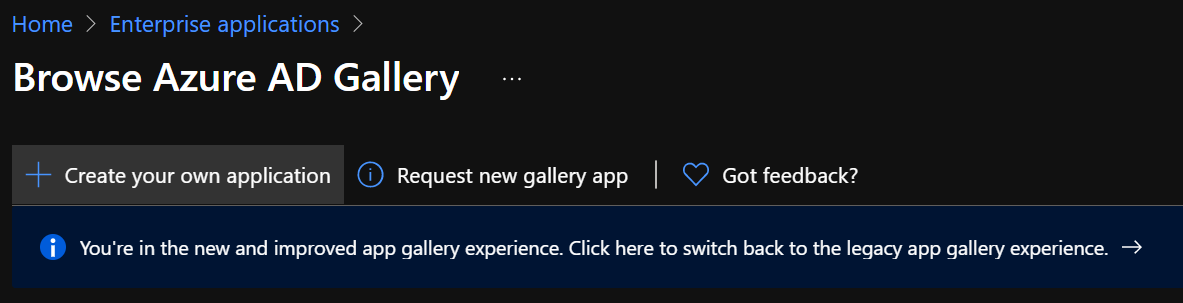 Home > Enterprise applications >
Browse Azure AD Gallery ...
Create your own application Request new gallery app | Got feedback?
You're in the new and improved app gallery experience. Click here to switch back to the legacy app gallery experience. →